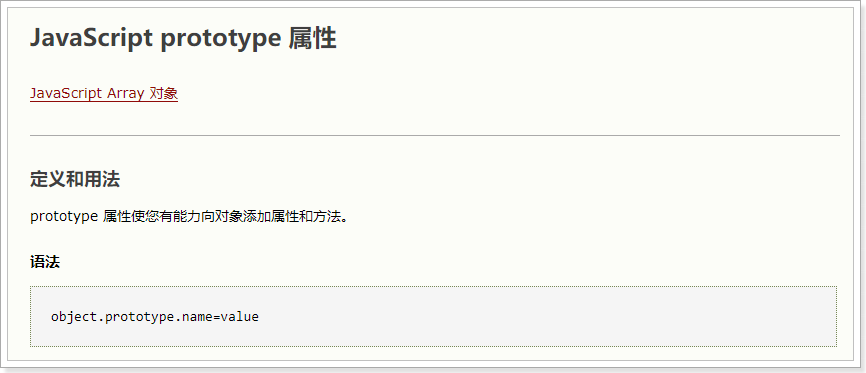 JavaScript prototype 属性
JavaScript Array 对象
定义和用法
prototype 属性使您有能力向对象添加属性和方法。
语法
object.prototype.name=value